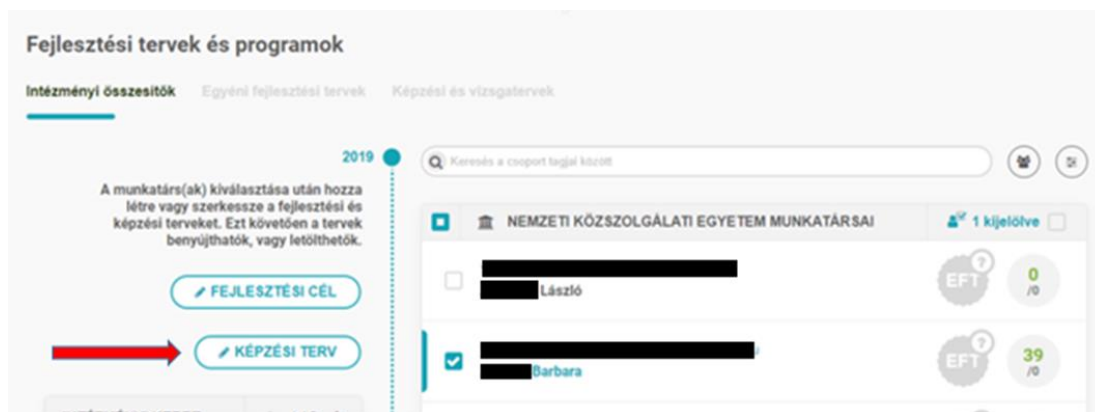 Fejlesztési tervek és programok
Intézményi összesítők Egyéni fejlesztési tervek Képzési és vizsgatervek
2019
Keresés a csoport tagjai között
A munkatárs(ak) kiválasztása után hozza
létre vagy szerkessze a fejlesztési és
képzési terveket. Ezt követően a tervek
benyújthatók, vagy letölthetők.
NEMZETI KÖZSZOLGÁLATI EGYETEM MUNKATÁRSAI 1 kijelölve
FEJLESZTÉSI CÉL
László
EFT ? 0
/0
KÉPZÉSI TERV
Barbara
EFT ? 39
/0